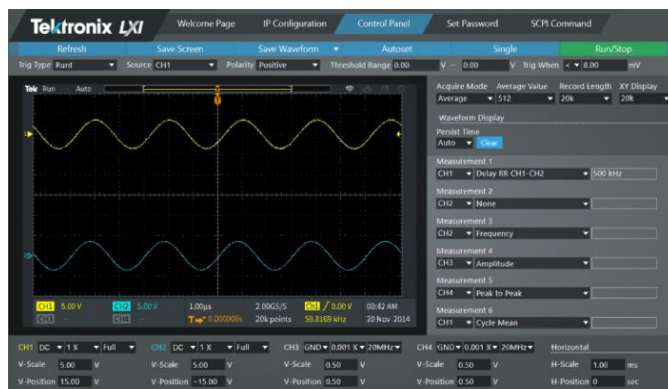 Tektronix LXI Welcome Page IP Configuration Control Panel Set Password SCPI Command
Refresh Save Screen Save Waveform Autoset Single Run/Stop
Trig Type Runt Source CH1 Polarity Positive Threshold Range 0.00 V ~ 0.00 V Trig When < 8.00 mV
Tek Run Auto
Acquire Mode Average Value Record Length XY Display
Average 512 20k 20k
Waveform Display
Persist Time
Auto Clear
Measurement 1
CH1 Delay RR CH1-CH2 500 kHz
Measurement 2
CH2 None
Measurement 3
CH2 Frequency
Measurement 4
CH3 Amplitude
Measurement 5
CH4 Peak to Peak
Measurement 6
CH1 Cycle Mean
CH1 5.00 V CH2 5.00 V 1.00µs 2.00GS/S CH1 / 0.00 V 00:42 AM
CH3 CH4 T 0.000000s 20k points 20 Nov 2014
CH1 DC 1 X Full CH2 DC 1 X Full CH3 GND 0.001 X 20MHz CH4 GND 0.001 X 20MHz Horizontal
V-Scale 5.00 V V-Scale 5.00 V V-Scale 0.50 V V-Scale 0.50 V H-Scale 1.00 ms
V-Position 15.00 V V-Position -15.00 V V-Position 0.50 V V-Position 0.50 V H-Position sec